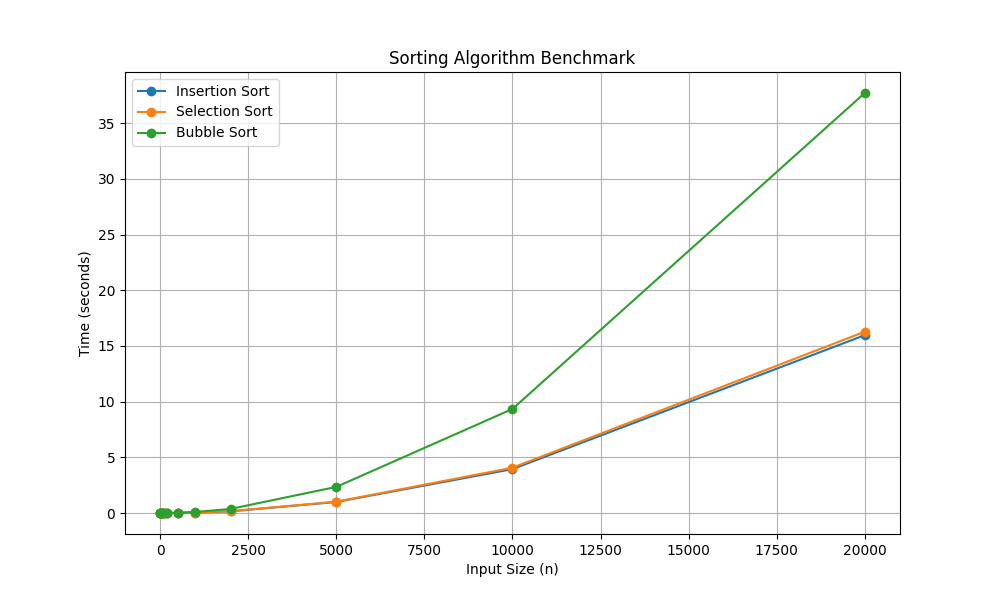 Sorting Algorithm Benchmark
Insertion Sort
Selection Sort
Bubble Sort
Time (seconds)
35
30
25
20
15
10
5
0
0 2500 5000 7500 10000 12500 15000 17500 20000
Input Size (n)